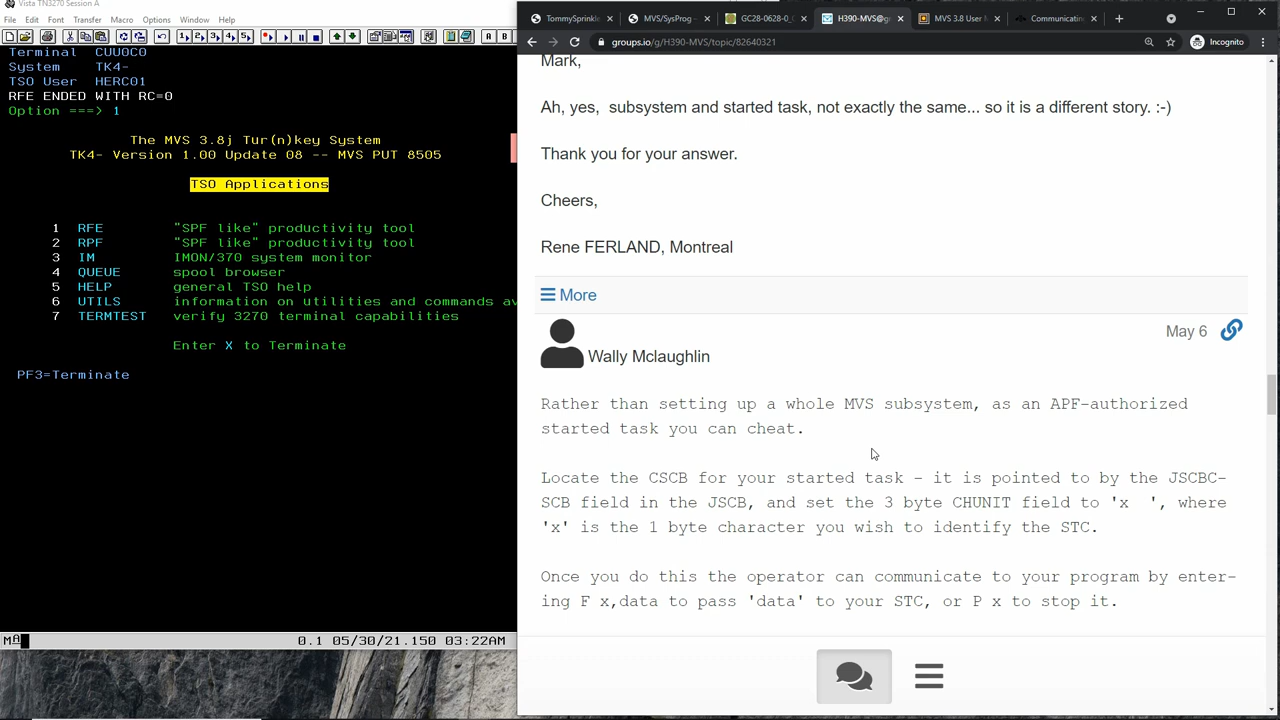 Vista TN3270 Session A
File Edit Font Transfer Macro Options Window Help
Terminal CUU0C0
System TK4-
TSO User HERC01
RFE ENDED WITH RC=0
Option ===> 1
The MVS 3.8j Tur(n)key System
TK4- Version 1.00 Update 08 -- MVS PUT 8505
TSO Applications
1 RFE "SPF like" productivity tool
2 RPF "SPF like" productivity tool
3 IM IMON/370 system monitor
4 QUEUE spool browser
5 HELP general TSO help
6 UTILS information on utilities and commands av
7 TERMTEST verify 3270 terminal capabilities
Enter X to Terminate
PF3=Terminate
MA 0.1 05/30/21.150 03:22AM
TommySprinkle MVS/SysProg - GC28-0628-0_ H390-MVS@gr MVS 3.8 User M Communicating
groups.io/g/H390-MVS/topic/82640321
Incognito
Mark,
Ah, yes, subsystem and started task, not exactly the same... so it is a different story. :-)
Thank you for your answer.
Cheers,
Rene FERLAND, Montreal
More
May 6
Wally Mclaughlin
Rather than setting up a whole MVS subsystem, as an APF-authorized
started task you can cheat.
Locate the CSCB for your started task - it is pointed to by the JSCBC-
SCB field in the JSCB, and set the 3 byte CHUNIT field to 'x  ', where
'x' is the 1 byte character you wish to identify the STC.
Once you do this the operator can communicate to your program by enter-
ing F x,data to pass 'data' to your STC, or P x to stop it.